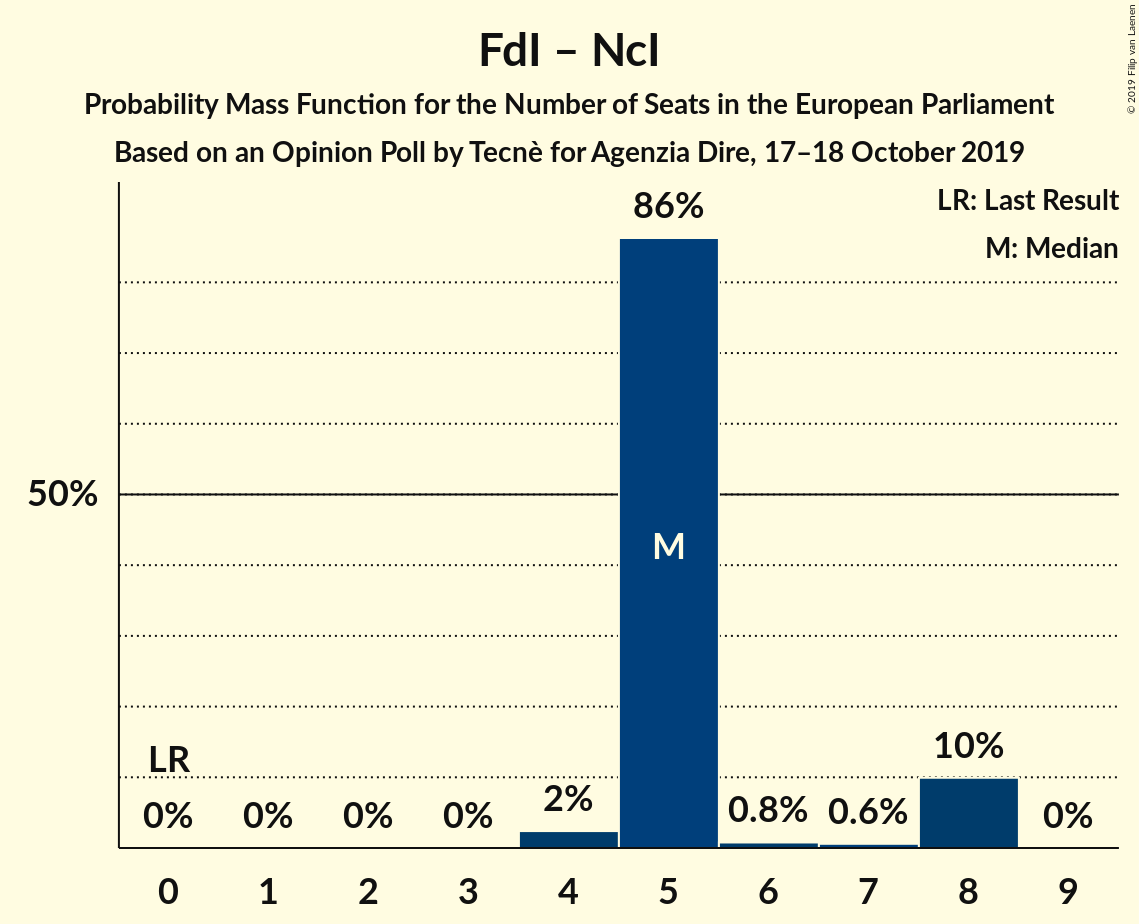 FdI – NcI
Probability Mass Function for the Number of Seats in the European Parliament
Based on an Opinion Poll by Tecnè for Agenzia Dire, 17–18 October 2019
© 2019 Filip van Laenen
LR: Last Result
M: Median
86%
50%
M
LR
0% 0% 0% 0% 2% 0.8% 0.6% 10% 0%
0 1 2 3 4 5 6 7 8 9